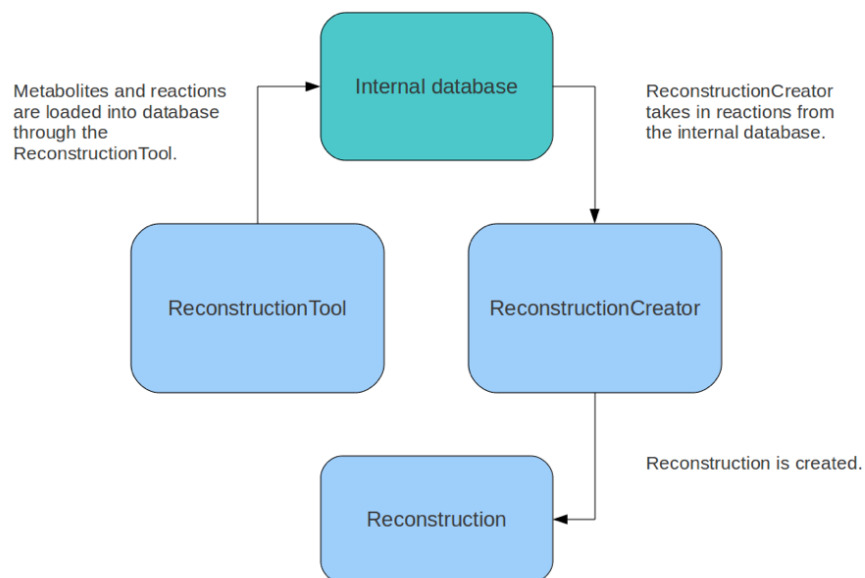 Internal database
Metabolites and reactions
are loaded into database
through the
ReconstructionTool.
ReconstructionCreator
takes in reactions from
the internal database.
ReconstructionTool
ReconstructionCreator
Reconstruction is created.
Reconstruction